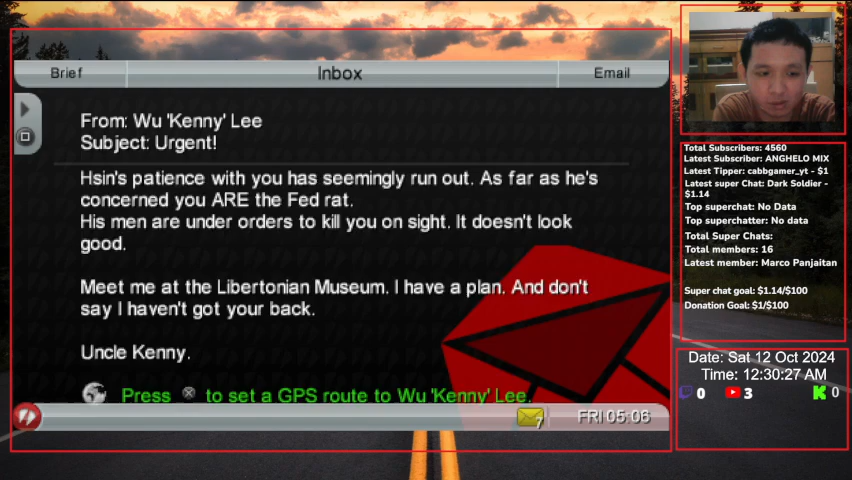 Brief
Inbox
Email
From: Wu 'Kenny' Lee
Subject: Urgent!
Hsin's patience with you has seemingly run out. As far as he's
concerned you ARE the Fed rat.
His men are under orders to kill you on sight. It doesn't look
good.
Meet me at the Libertonian Museum. I have a plan. And don't
say I haven't got your back.
Uncle Kenny.
Press to set a GPS route to Wu 'Kenny' Lee.
7
FRI 05:06
Total Subscribers: 4560
Latest Subscriber: ANGHELO MIX
Latest Tipper: cabbgamer_yt - $1
Latest super Chat: Dark Soldier -
$1.14
Top superchat: No Data
Top superchatter: No data
Total Super Chats:
Total members: 16
Latest member: Marco Panjaitan
Super chat goal: $1.14/$100
Donation Goal: $1/$100
Date: Sat 12 Oct 2024
Time: 12:30:27 AM
0
3
K 0